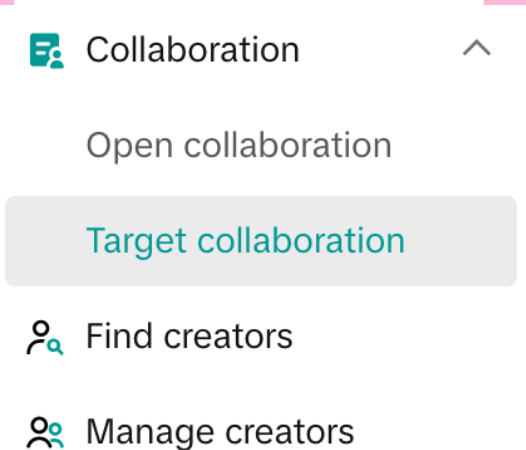 Collaboration
Open collaboration
Target collaboration
Find creators
Manage creators